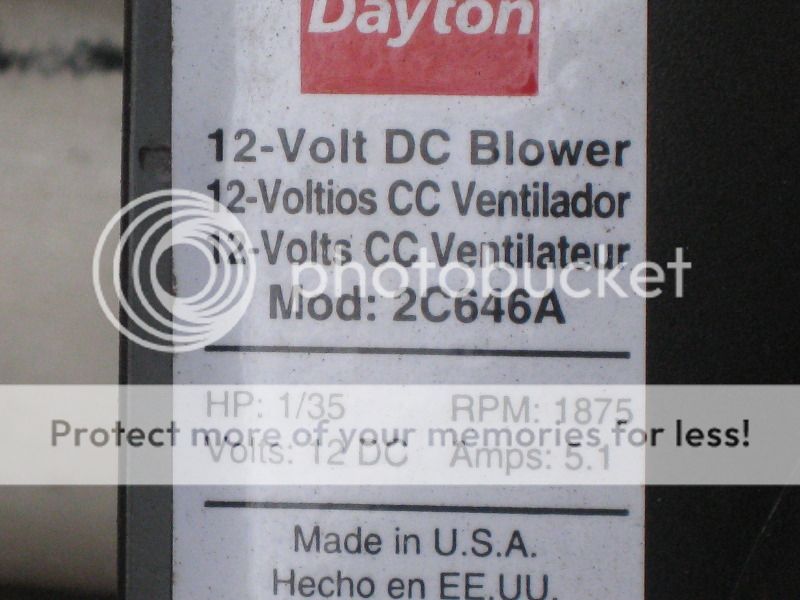 Dayton
12-Volt DC Blower
12-Voltios CC Ventilador
12-Volts CC Ventilateur
photobucket
Mod: 2C646A
HP: 1/35 RPM: 1875
Protect more of your memories for less!
Volts: 12 DC Amps: 5.1
Made in U.S.A.
Hecho en EE.UU.